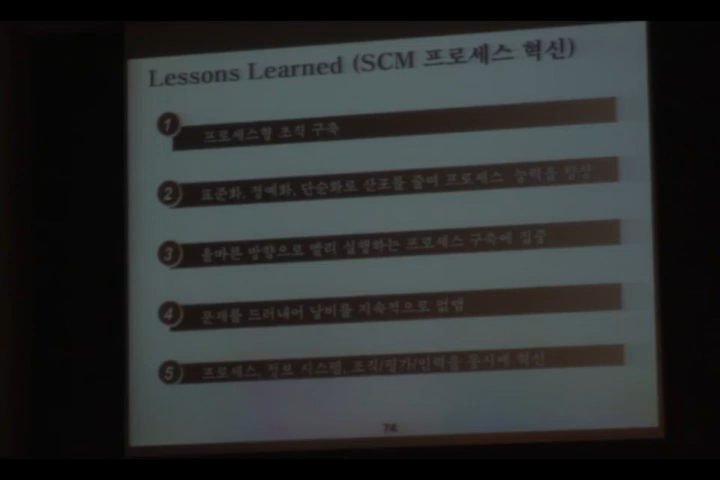 Lessons Learned (SCM 프로세스 혁신)
1 프로세스형 조직 구축
2 표준화, 정예화, 단순화로 산포를 줄여 프로세스 능력을 향상
3 올바른 방향으로 빨리 실행하는 프로세스 구축에 집중
4 문제를 드러내어 낭비를 지속적으로 없앰
5 프로세스, 정보 시스템, 조직/평가/인력을 동시에 혁신
74